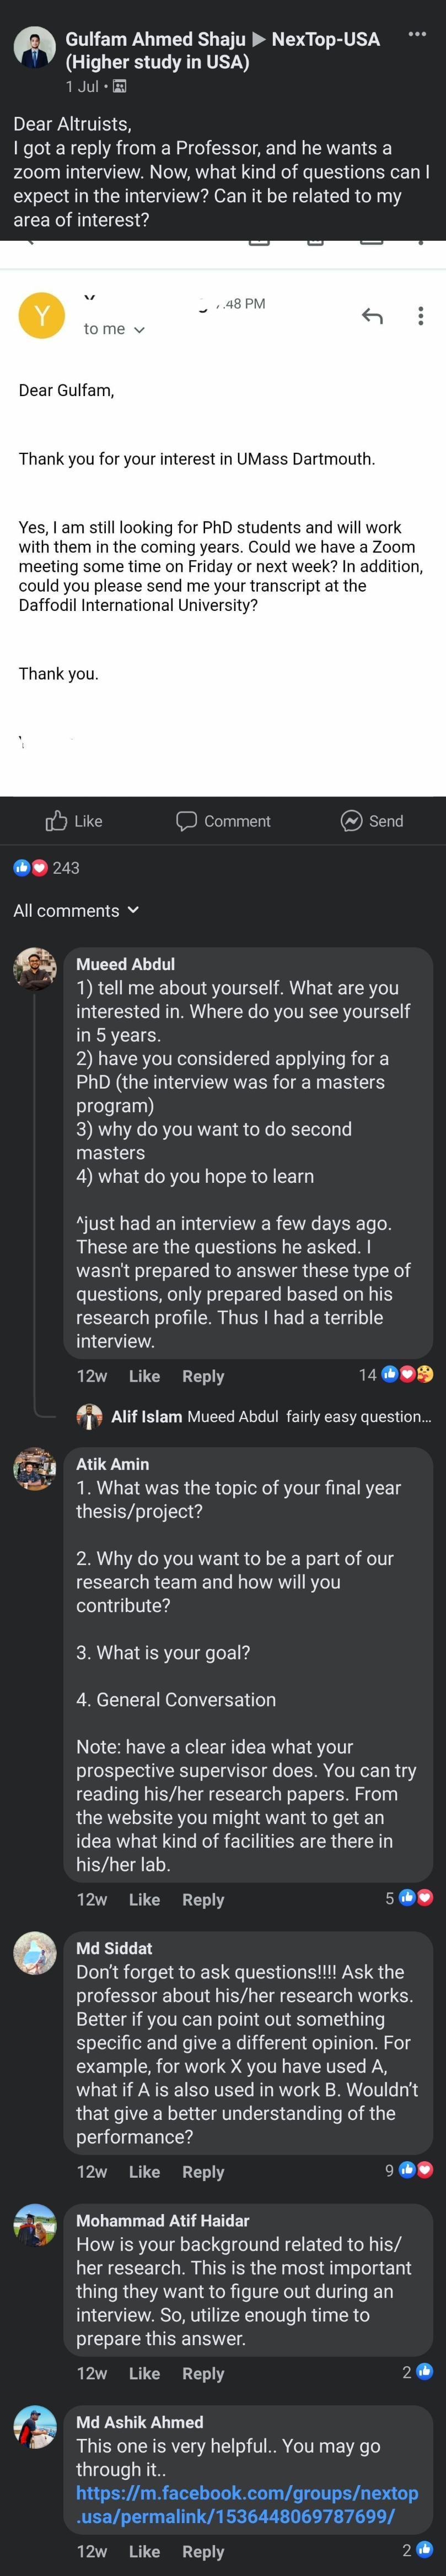 Gulfam Ahmed Shaju ▶ NexTop-USA
(Higher study in USA)
1 Jul •
Dear Altruists,
I got a reply from a Professor, and he wants a
zoom interview. Now, what kind of questions can I
expect in the interview? Can it be related to my
area of interest?
Y
:48 PM
to me
Dear Gulfam,
Thank you for your interest in UMass Dartmouth.
Yes, I am still looking for PhD students and will work
with them in the coming years. Could we have a Zoom
meeting some time on Friday or next week? In addition,
could you please send me your transcript at the
Daffodil International University?
Thank you.
Like Comment Send
243
All comments
Mueed Abdul
1) tell me about yourself. What are you
interested in. Where do you see yourself
in 5 years.
2) have you considered applying for a
PhD (the interview was for a masters
program)
3) why do you want to do second
masters
4) what do you hope to learn
^just had an interview a few days ago.
These are the questions he asked. I
wasn't prepared to answer these type of
questions, only prepared based on his
research profile. Thus I had a terrible
interview.
12w Like Reply 14
Alif Islam Mueed Abdul fairly easy question...
Atik Amin
1. What was the topic of your final year
thesis/project?
2. Why do you want to be a part of our
research team and how will you
contribute?
3. What is your goal?
4. General Conversation
Note: have a clear idea what your
prospective supervisor does. You can try
reading his/her research papers. From
the website you might want to get an
idea what kind of facilities are there in
his/her lab.
12w Like Reply 5
Md Siddat
Don't forget to ask questions!!!! Ask the
professor about his/her research works.
Better if you can point out something
specific and give a different opinion. For
example, for work X you have used A,
what if A is also used in work B. Wouldn't
that give a better understanding of the
performance?
12w Like Reply 9
Mohammad Atif Haidar
How is your background related to his/
her research. This is the most important
thing they want to figure out during an
interview. So, utilize enough time to
prepare this answer.
12w Like Reply 2
Md Ashik Ahmed
This one is very helpful.. You may go
through it..
https://m.facebook.com/groups/nextop
.usa/permalink/1536448069787699/
12w Like Reply 2